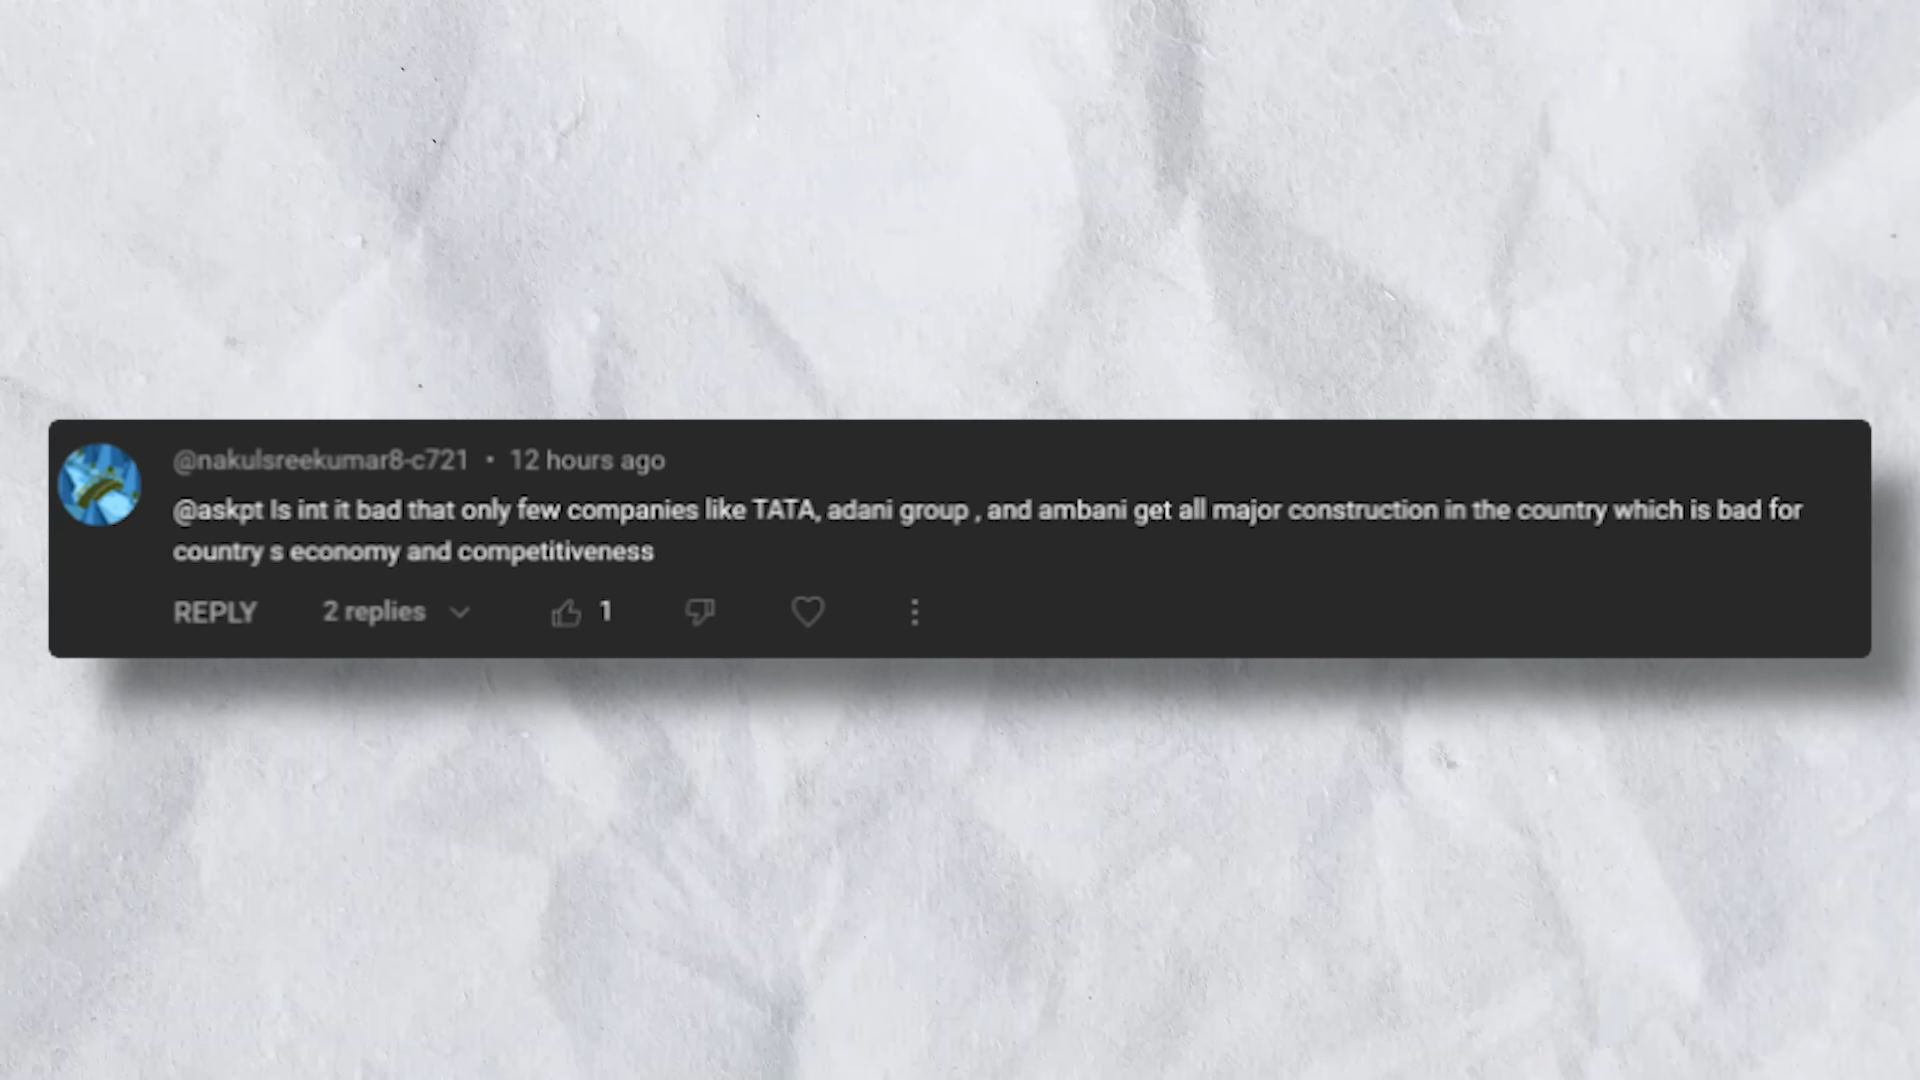 @nakulsreekumar8-c721 • 12 hours ago
@askpt Is int it bad that only few companies like TATA, adani group , and ambani get all major construction in the country which is bad for
country s economy and competitiveness
REPLY 2 replies 1